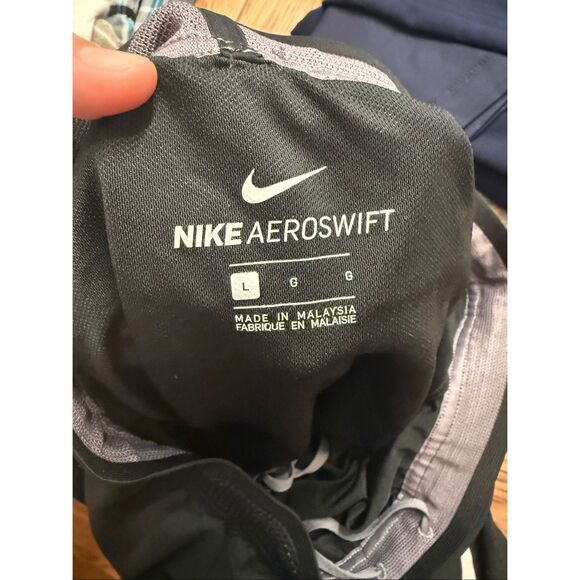 NIKE AEROSWIFT
L G G
MADE IN MALAYSIA
FABRIQUE EN MALAISIE